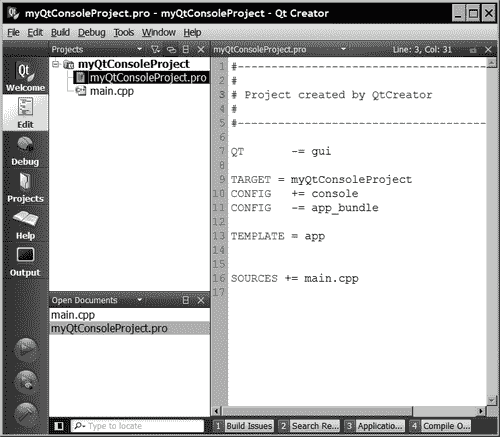 myQtConsoleProject.pro - myQtConsoleProject - Qt Creator
File Edit Build Debug Tools Window Help
Qt
Welcome
Edit
Debug
Projects
Help
Output
Projects
myQtConsoleProject
myQtConsoleProject.pro
main.cpp
Open Documents
main.cpp
myQtConsoleProject.pro
myQtConsoleProject.pro Line: 3, Col: 31
1 #-------------------------------------------------
2 #
3 # Project created by QtCreator
4 #
5 #-------------------------------------------------
6
7 QT -= gui
8
9 TARGET = myQtConsoleProject
10 CONFIG += console
11 CONFIG -= app_bundle
12
13 TEMPLATE = app
14
15
16 SOURCES += main.cpp
17
Type to locate
1 Build Issues 2 Search Re... 3 Applicatio... 4 Compile O...